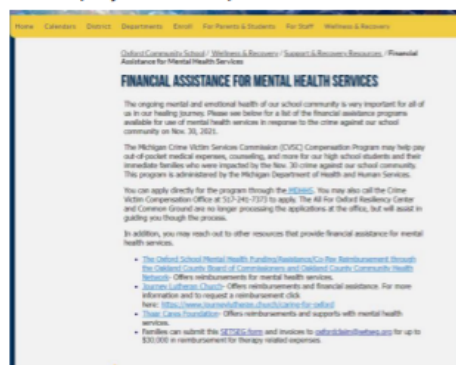 Home Calendars District Departments Enroll For Parents & Students For Staff Wellness & Recovery
Oxford Community School / Wellness & Recovery / Support & Recovery Resources / Financial
Assistance for Mental Health Services
FINANCIAL ASSISTANCE FOR MENTAL HEALTH SERVICES
The ongoing mental and emotional health of our school community is very important for all of
us in our healing journey. Please see below for a list of the financial assistance programs
available for use of mental health services in response to the crime against our school
community on Nov. 30, 2021.
The Michigan Crime Victim Services Commission (CVSC) Compensation Program may help pay
out-of-pocket medical expenses, counseling, and more for our high school students and their
immediate families who were impacted by the Nov. 30 crime against our school community.
This program is administered by the Michigan Department of Health and Human Services.
You can apply directly for the program through the MDHHS. You may also call the Crime
Victim Compensation Office at 517-241-7373 to apply. The All For Oxford Resiliency Center
and Common Ground are no longer processing the applications at the office, but will assist in
guiding you though the process.
In addition, you may reach out to other resources that provide financial assistance for mental
health services.
• The Oxford School Mental Health Funding/Assistance/Co-Pay Reimbursement through
the Oakland County Board of Commissioners and Oakland County Community Health
Network- Offers reimbursements for mental health services.
• Journey Lutheran Church- Offers reimbursements and financial assistance. For more
information and to request a reimbursement click
here: https://www.journeylutheran.church/caring-for-oxford
• Cares Foundation- Offers reimbursements and supports with mental health
services.
• Families can submit this SETSEG form and invoices to oxfordclaim@setseg.org for up to
$30,000 in reimbursement for therapy related expenses.